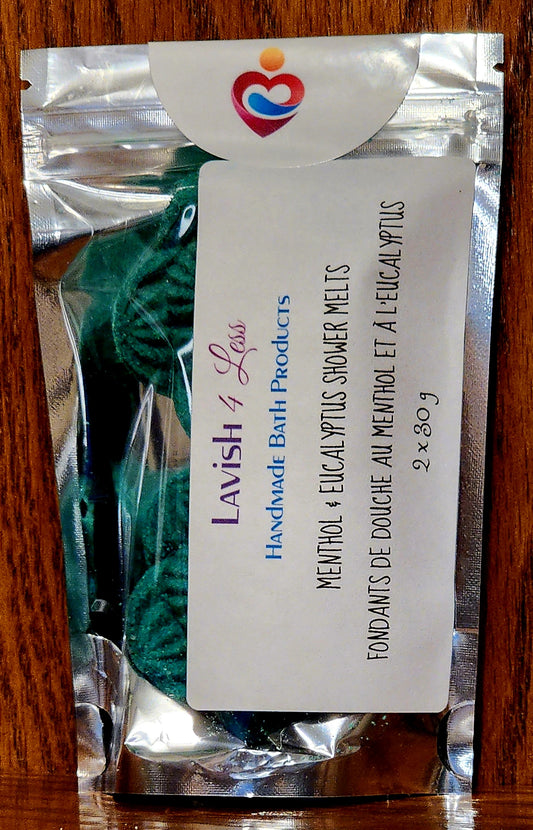 Lavish 4 Less
Handmade Bath Products
MENTHOL & EUCALYPTUS SHOWER MELTS
FONDANTS DE DOUCHE AU MENTHOL ET À L'EUCALYPTUS
2 x 30 g